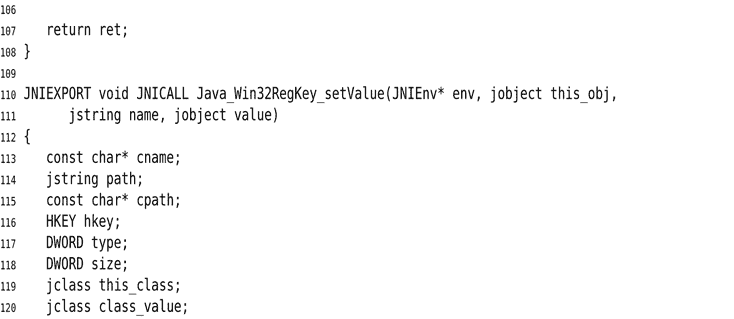 106
107    return ret;
108 }
109
110 JNIEXPORT void JNICALL Java_Win32RegKey_setValue(JNIEnv* env, jobject this_obj,
111       jstring name, jobject value)
112 {
113    const char* cname;
114    jstring path;
115    const char* cpath;
116    HKEY hkey;
117    DWORD type;
118    DWORD size;
119    jclass this_class;
120    jclass class_value;